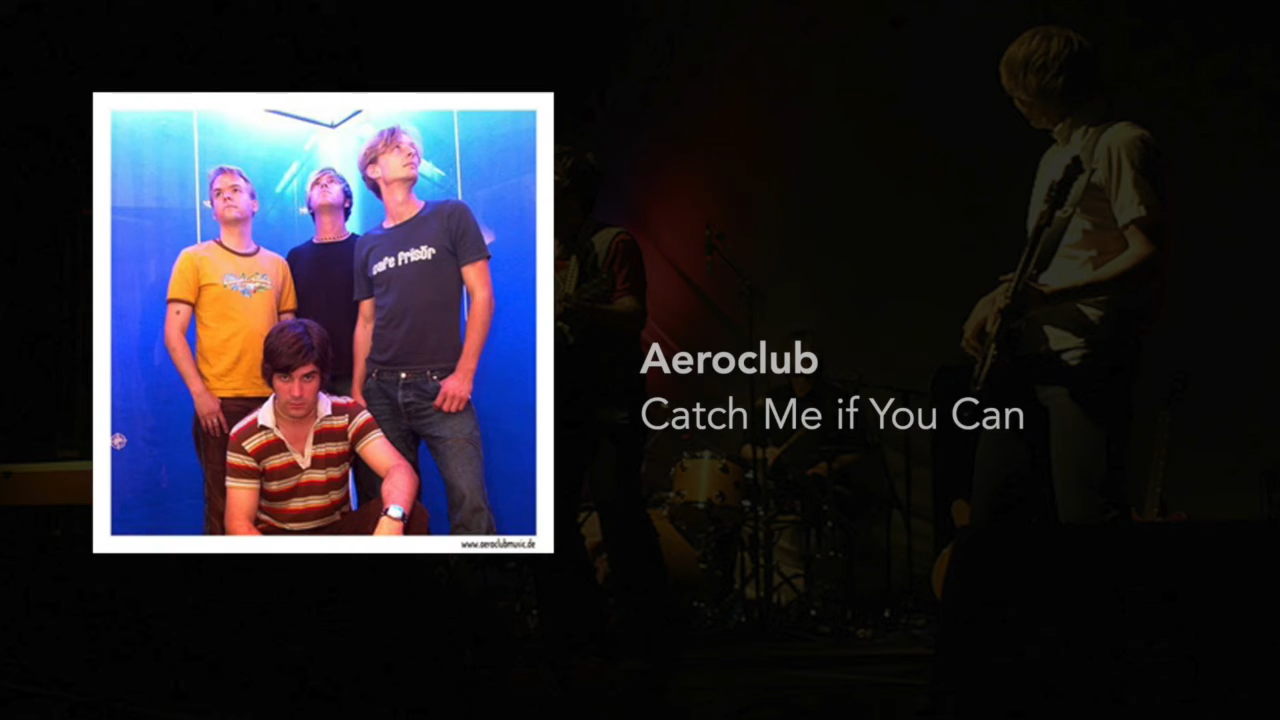 cafe frisör
www.aeroclubmusic.de
Aeroclub
Catch Me if You Can